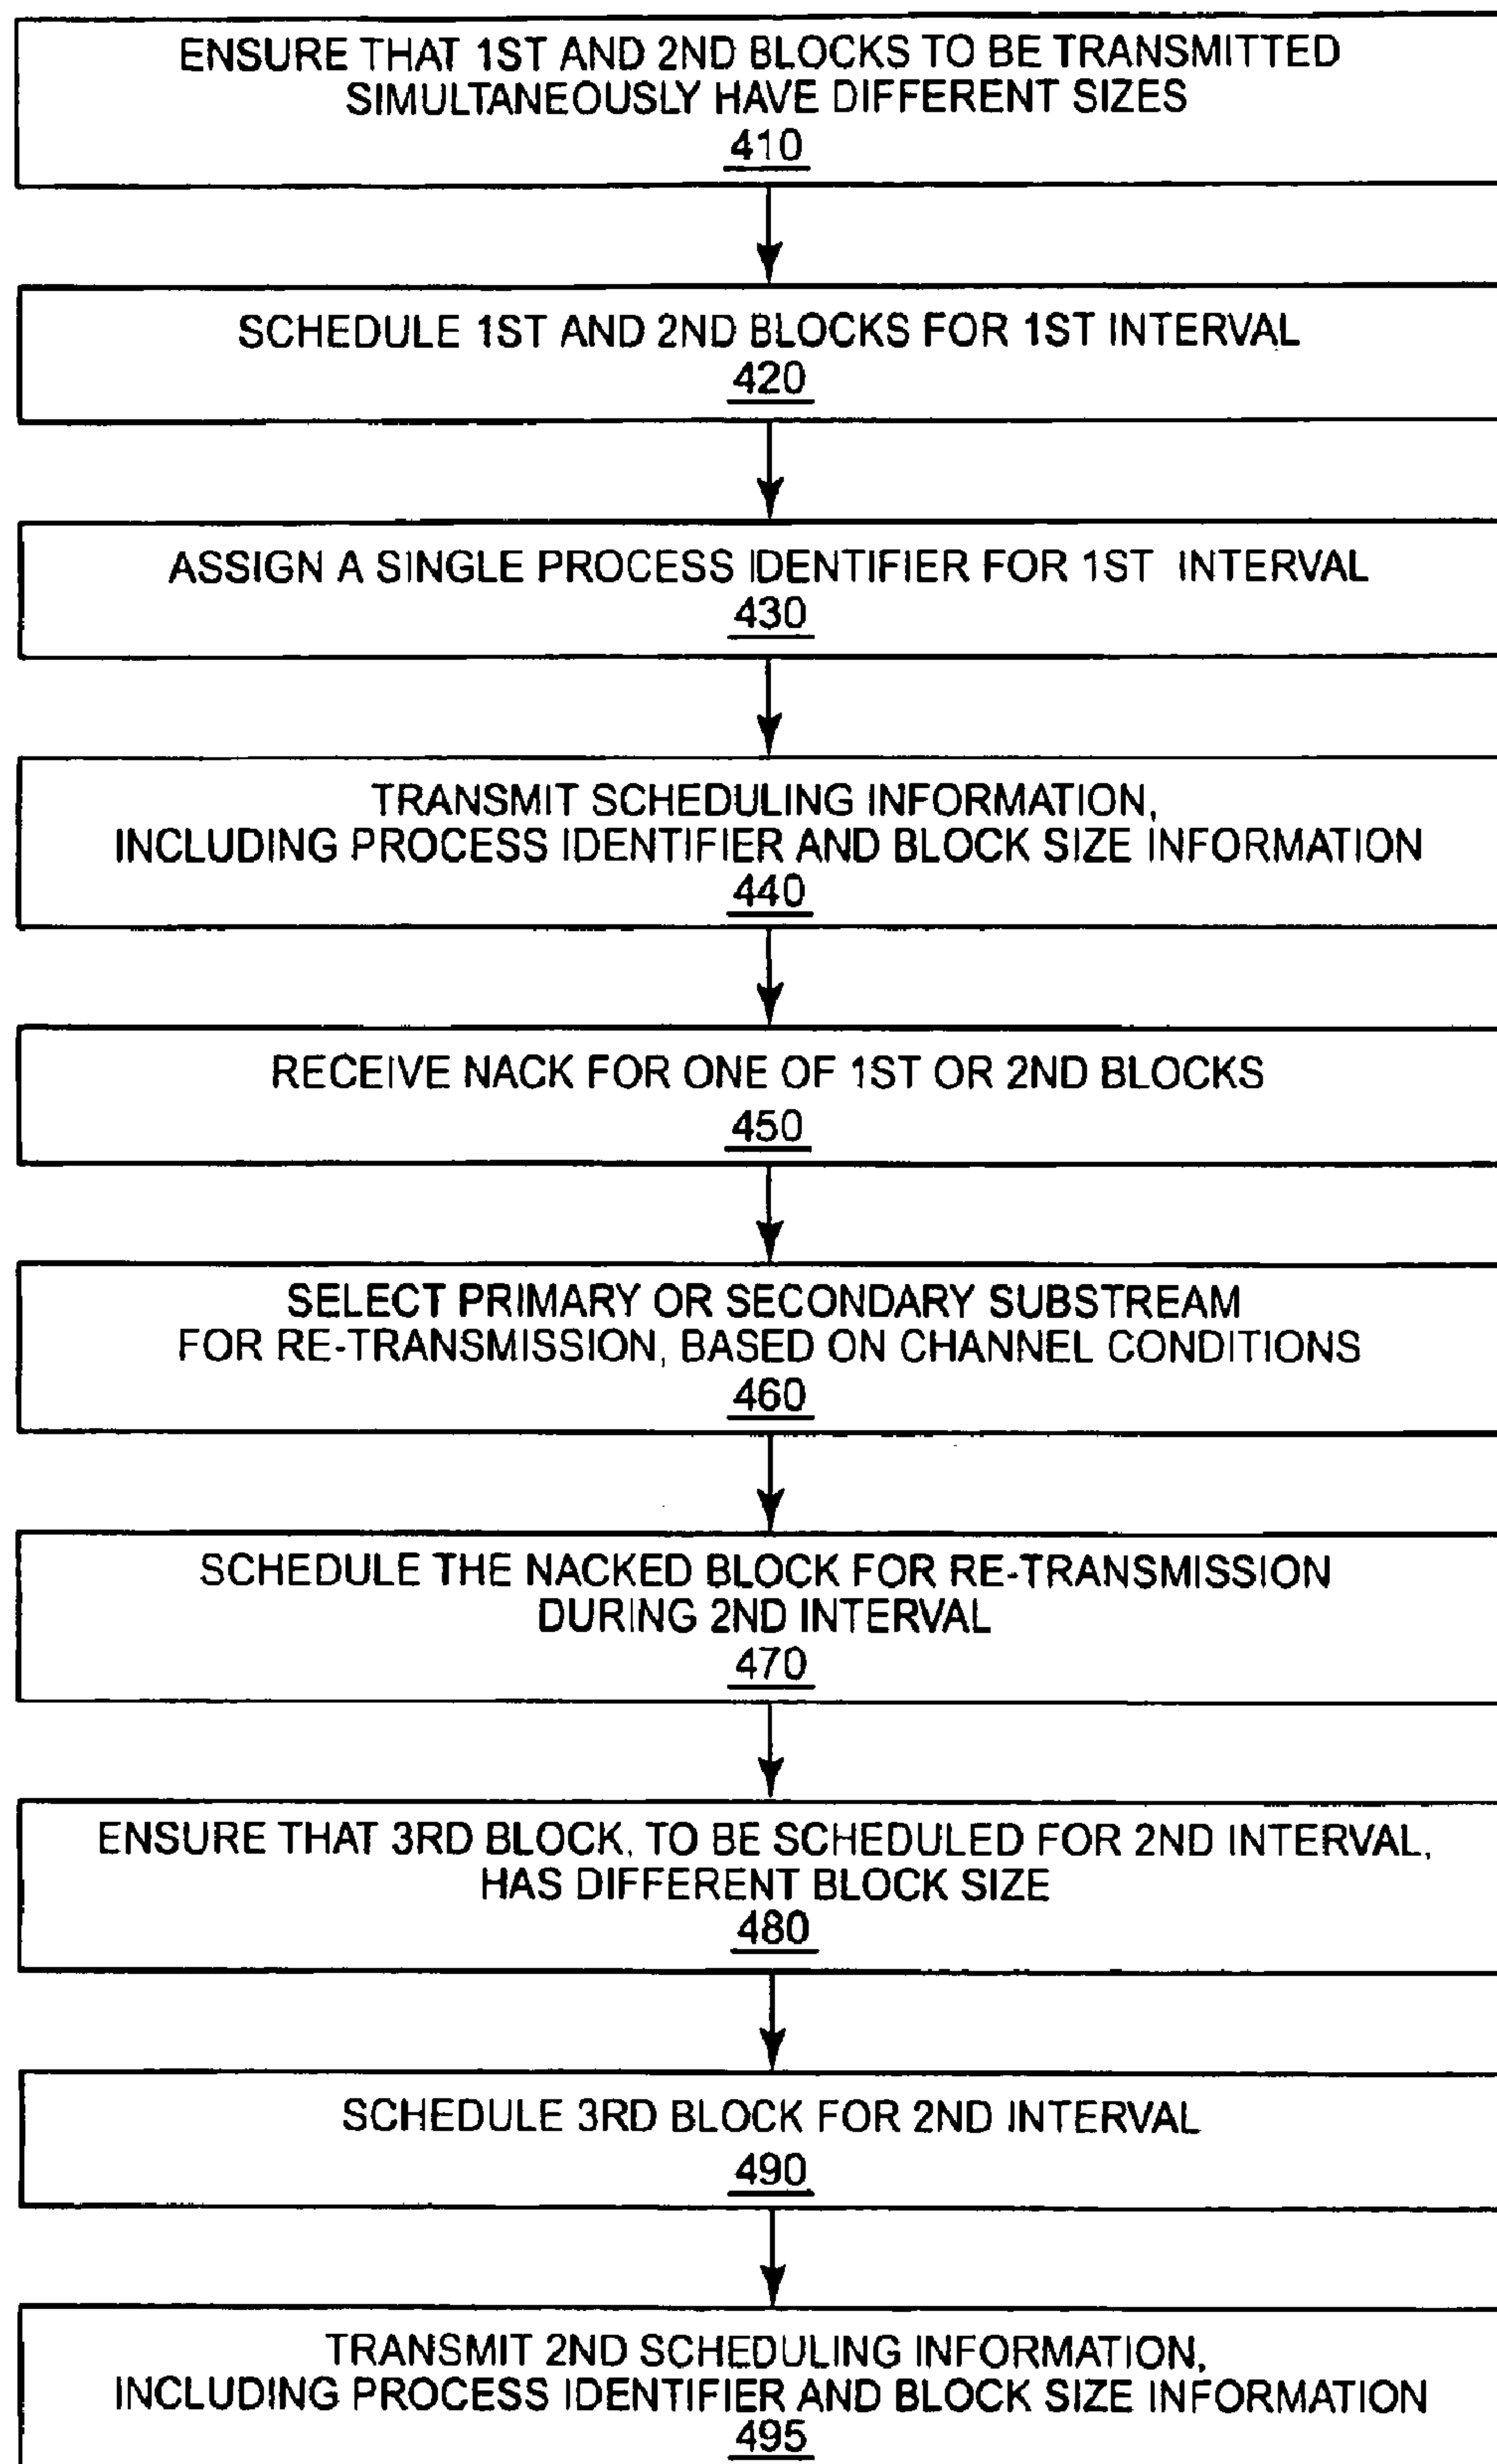 ENSURE THAT 1ST AND 2ND BLOCKS TO BE TRANSMITTED
SIMULTANEOUSLY HAVE DIFFERENT SIZES
410
SCHEDULE 1ST AND 2ND BLOCKS FOR 1ST INTERVAL
420
ASSIGN A SINGLE PROCESS IDENTIFIER FOR 1ST INTERVAL
430
TRANSMIT SCHEDULING INFORMATION,
INCLUDING PROCESS IDENTIFIER AND BLOCK SIZE INFORMATION
440
RECEIVE NACK FOR ONE OF 1ST OR 2ND BLOCKS
450
SELECT PRIMARY OR SECONDARY SUBSTREAM
FOR RE-TRANSMISSION, BASED ON CHANNEL CONDITIONS
460
SCHEDULE THE NACKED BLOCK FOR RE-TRANSMISSION
DURING 2ND INTERVAL
470
ENSURE THAT 3RD BLOCK, TO BE SCHEDULED FOR 2ND INTERVAL,
HAS DIFFERENT BLOCK SIZE
480
SCHEDULE 3RD BLOCK FOR 2ND INTERVAL
490
TRANSMIT 2ND SCHEDULING INFORMATION,
INCLUDING PROCESS IDENTIFIER AND BLOCK SIZE INFORMATION
495